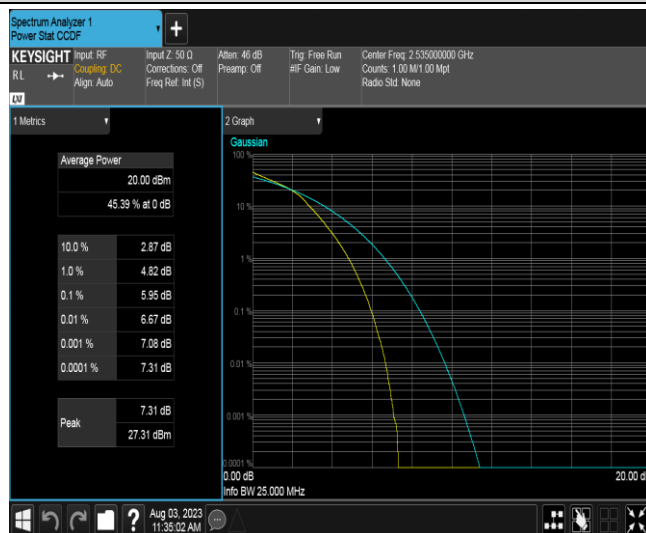 Spectrum Analyzer 1
Power Stat CCDF
KEYSIGHT
RL
LXI
Input: RF
Coupling: DC
Align: Auto
Input Z: 50 Ω
Corrections: Off
Freq Ref: Int (S)
Atten: 46 dB
Preamp: Off
Trig: Free Run
#IF Gain: Low
Center Freq: 2.535000000 GHz
Counts: 1.00 M/1.00 Mpt
Radio Std: None
1 Metrics
Average Power
20.00 dBm
45.39 % at 0 dB
10.0 % 2.87 dB
1.0 % 4.82 dB
0.1 % 5.95 dB
0.01 % 6.67 dB
0.001 % 7.08 dB
0.0001 % 7.31 dB
Peak
7.31 dB
27.31 dBm
2 Graph
Gaussian
100 %
10 %
1 %
0.1 %
0.01 %
0.001 %
0.0001 %
0.00 dB
20.00 d
Info BW 25.000 MHz
?
Aug 03, 2023
11:35:02 AM